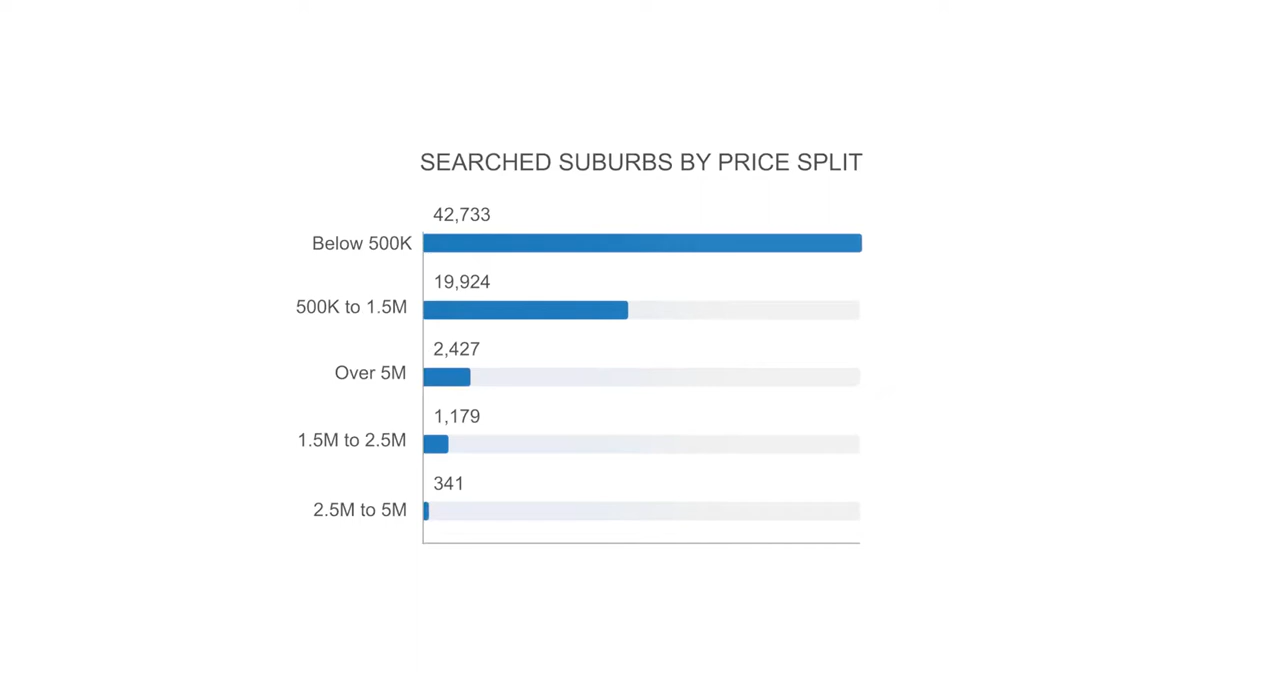 SEARCHED SUBURBS BY PRICE SPLIT
42,733
Below 500K
19,924
500K to 1.5M
2,427
Over 5M
1,179
1.5M to 2.5M
341
2.5M to 5M